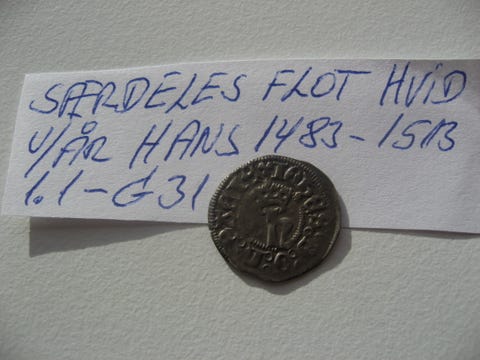 SÆRDELES FLOT HVID
U/ÅR HANS 1483-1513
1.1-G31